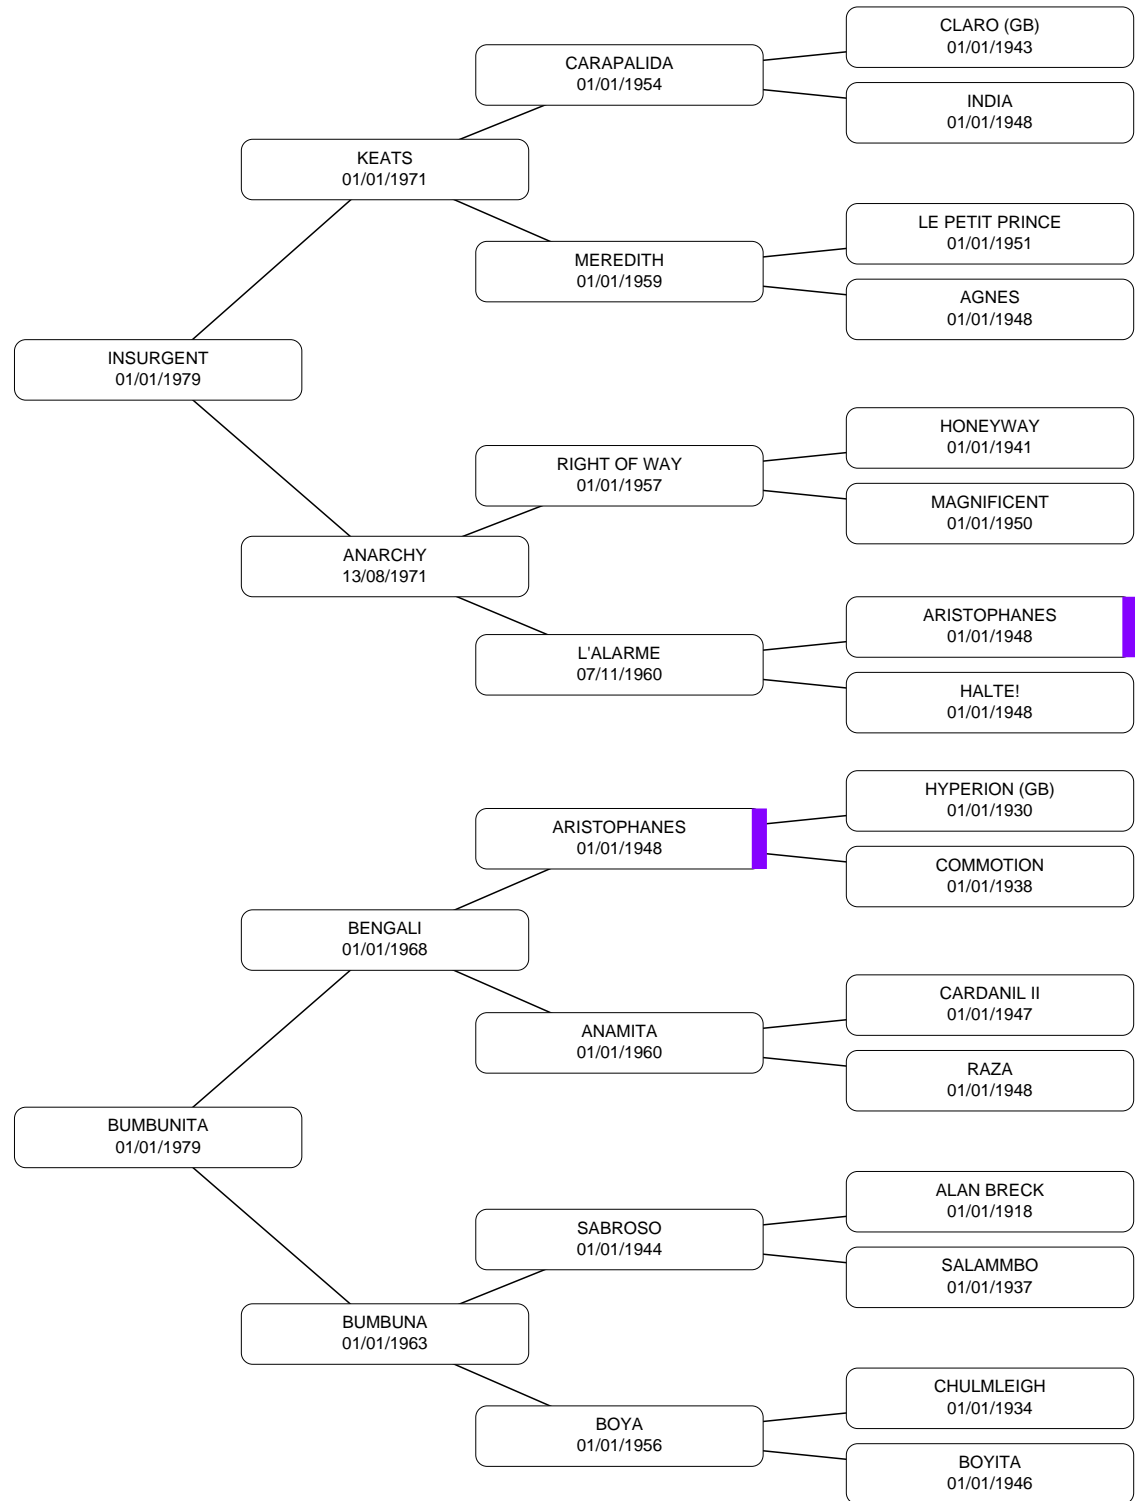 CLARO (GB)
01/01/1943
CARAPALIDA
01/01/1954
INDIA
01/01/1948
KEATS
01/01/1971
LE PETIT PRINCE
01/01/1951
MEREDITH
01/01/1959
AGNES
01/01/1948
INSURGENT
01/01/1979
HONEYWAY
01/01/1941
RIGHT OF WAY
01/01/1957
MAGNIFICENT
01/01/1950
ANARCHY
13/08/1971
ARISTOPHANES
01/01/1948
L'ALARME
07/11/1960
HALTE!
01/01/1948
HYPERION (GB)
01/01/1930
ARISTOPHANES
01/01/1948
COMMOTION
01/01/1938
BENGALI
01/01/1968
CARDANIL II
01/01/1947
ANAMITA
01/01/1960
RAZA
01/01/1948
BUMBUNITA
01/01/1979
ALAN BRECK
01/01/1918
SABROSO
01/01/1944
SALAMMBO
01/01/1937
BUMBUNA
01/01/1963
CHULMLEIGH
01/01/1934
BOYA
01/01/1956
BOYITA
01/01/1946